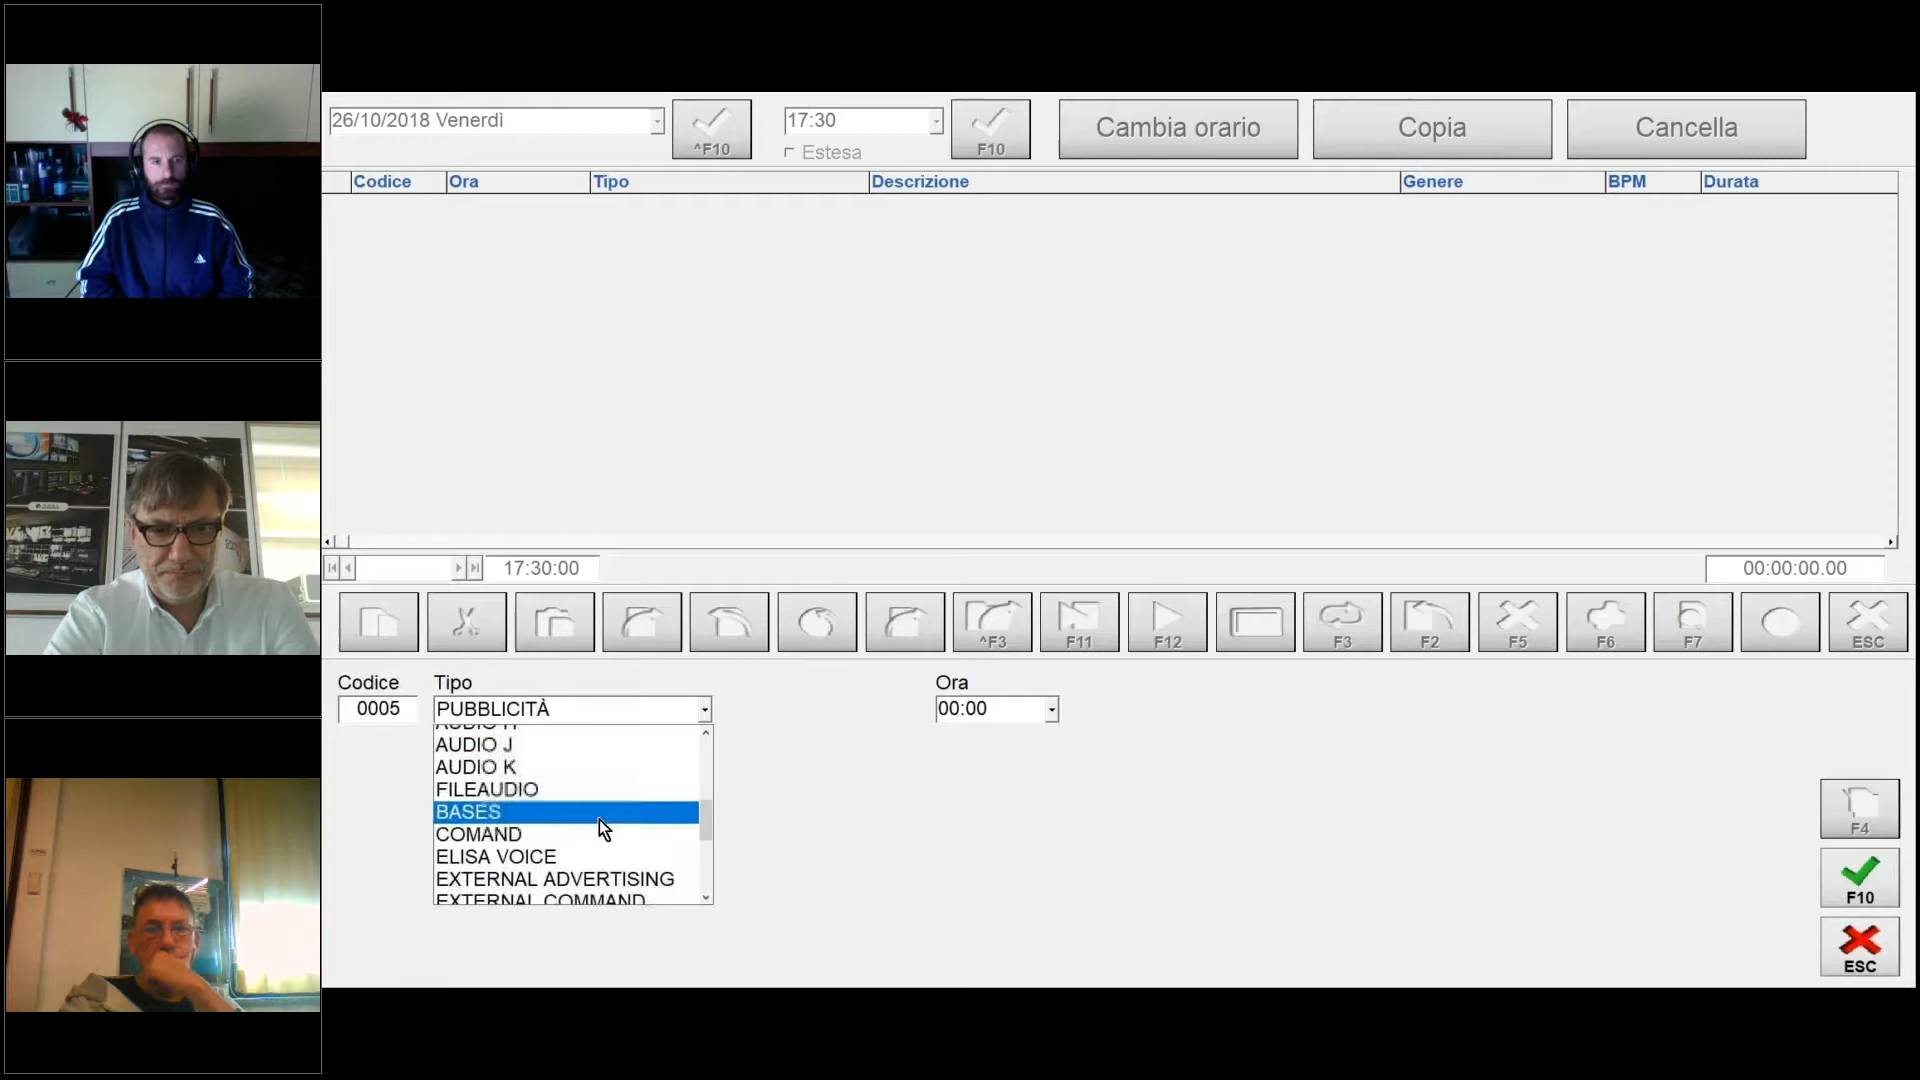 26/10/2018 Venerdì
^F10
17:30
Estesa
F10
Cambia orario
Copia
Cancella
Codice Ora Tipo Descrizione Genere BPM Durata
17:30:00
00:00:00.00
^F3 F11 F12 F3 F2 F5 F6 F7 ESC
Codice Tipo Ora
0005 PUBBLICITÀ 00:00
AUDIO J
AUDIO K
FILEAUDIO
BASES
COMAND
ELISA VOICE
EXTERNAL ADVERTISING
EXTERNAL COMMAND
F4
F10
ESC